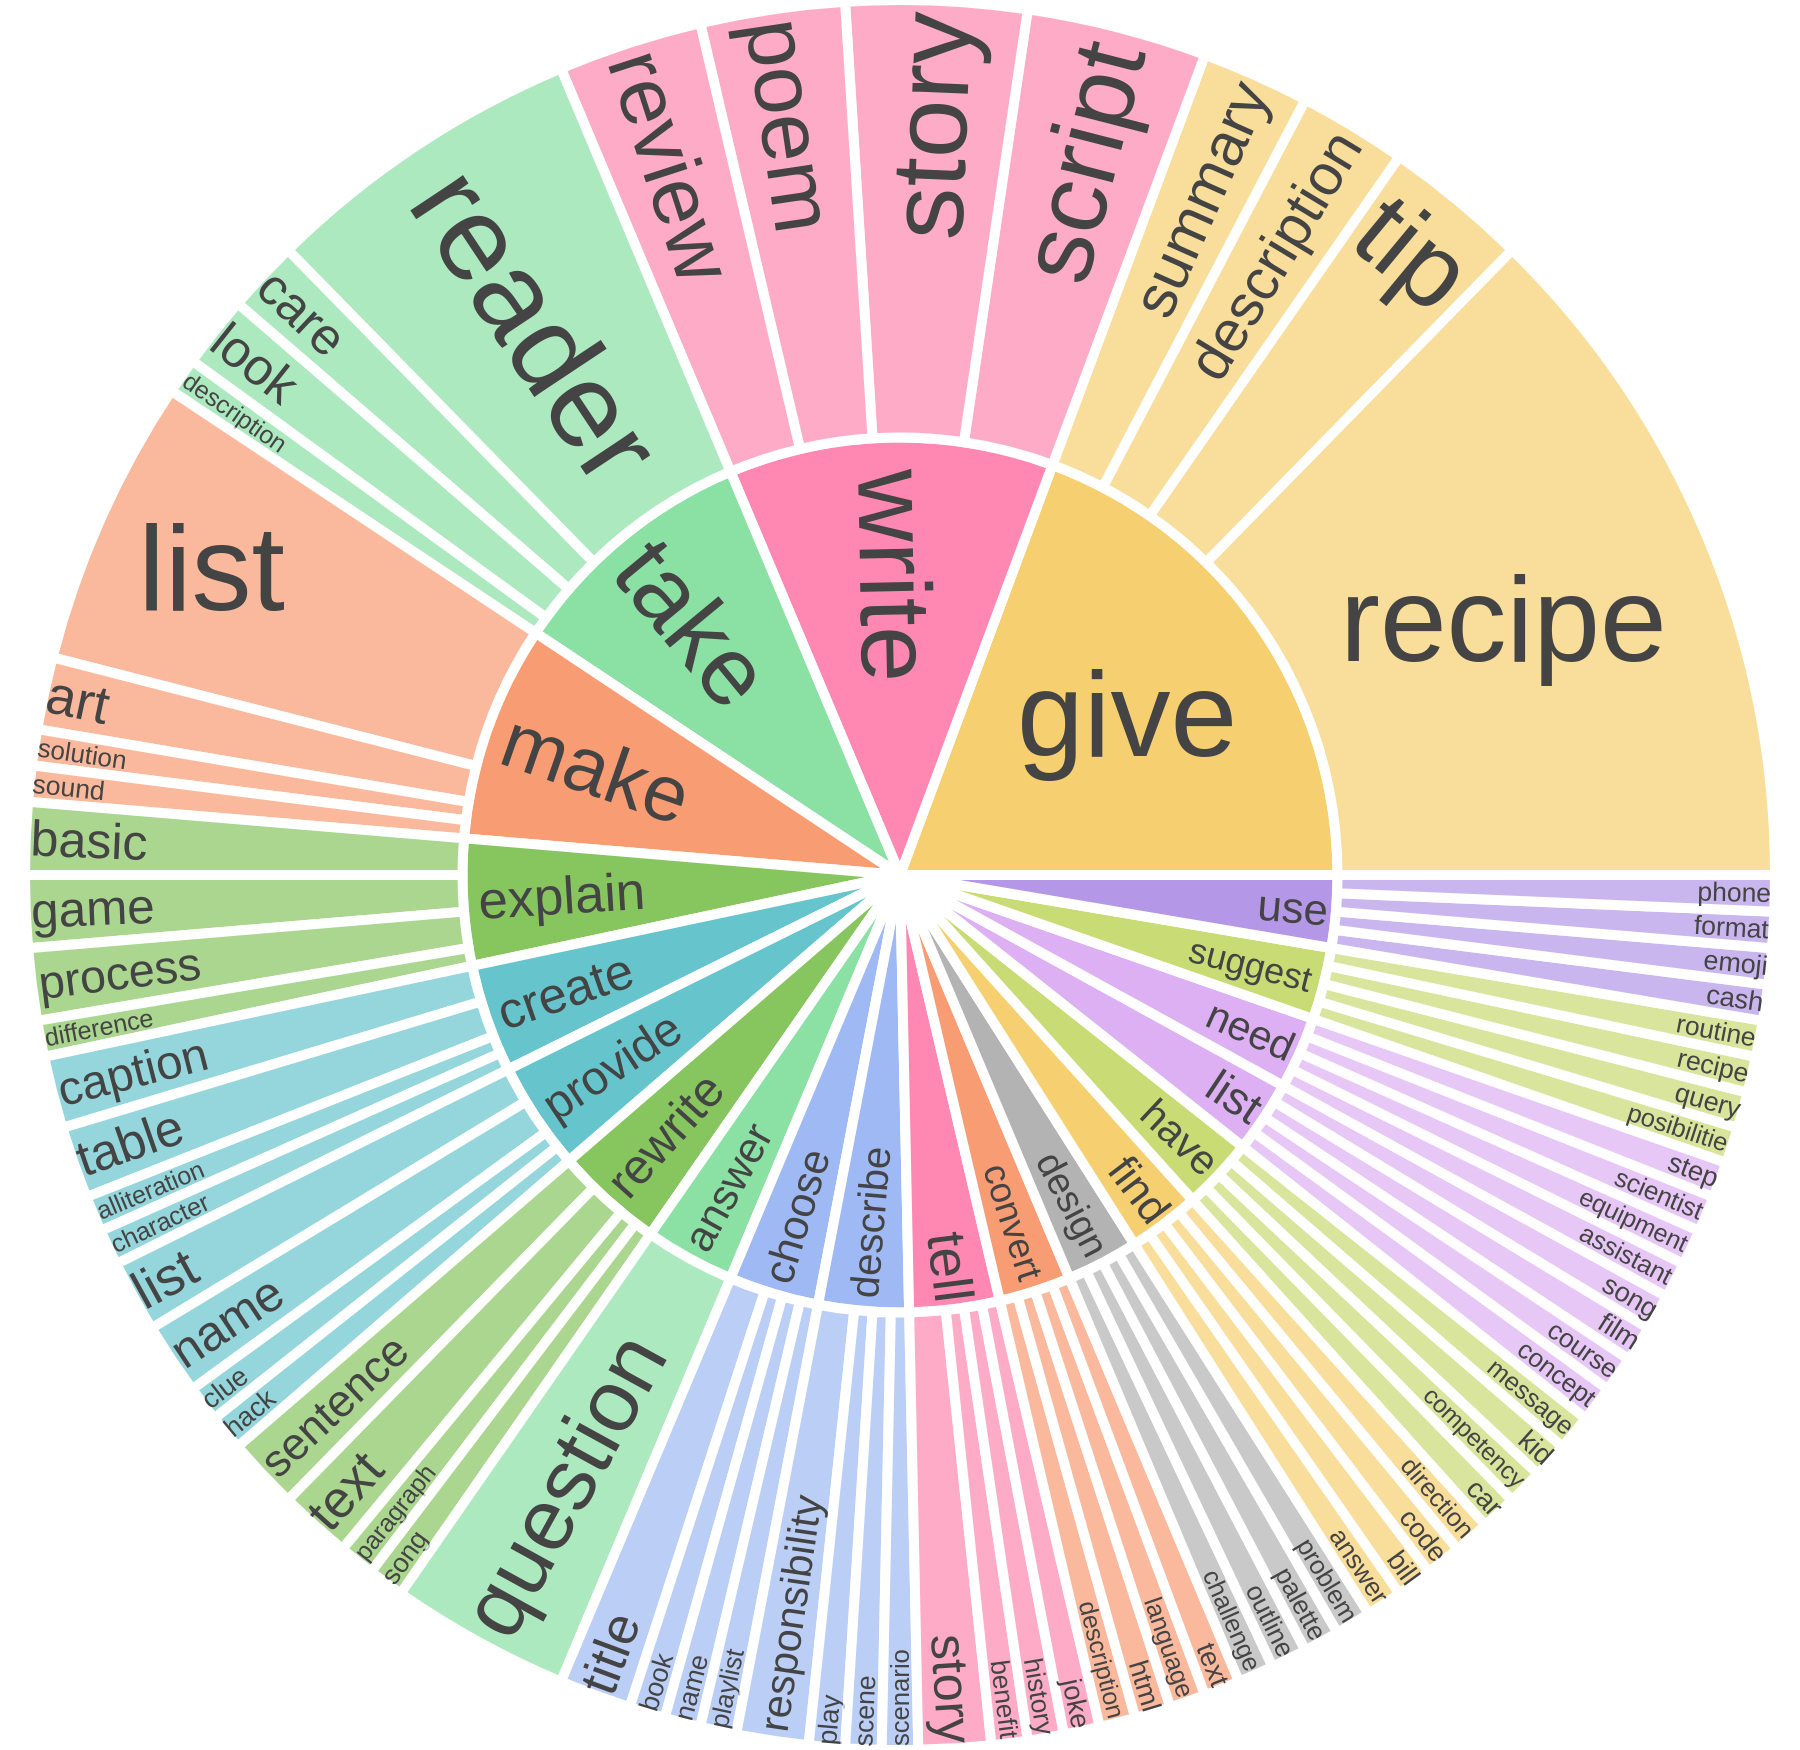 give
recipe
tip
description
summary
write
script
story
poem
review
take
reader
care
look
description
make
list
art
solution
sound
explain
basic
game
process
difference
create
caption
table
alliteration
character
provide
list
name
clue
hack
rewrite
sentence
text
paragraph
song
answer
question
choose
title
book
name
playlist
describe
responsibility
play
scene
scenario
tell
story
benefit
history
joke
convert
description
html
language
text
design
challenge
outline
palette
problem
find
answer
bill
code
direction
have
car
competency
kid
message
list
concept
course
film
song
need
assistant
equipment
scientist
step
suggest
posibilitie
query
recipe
routine
use
cash
emoji
format
phone